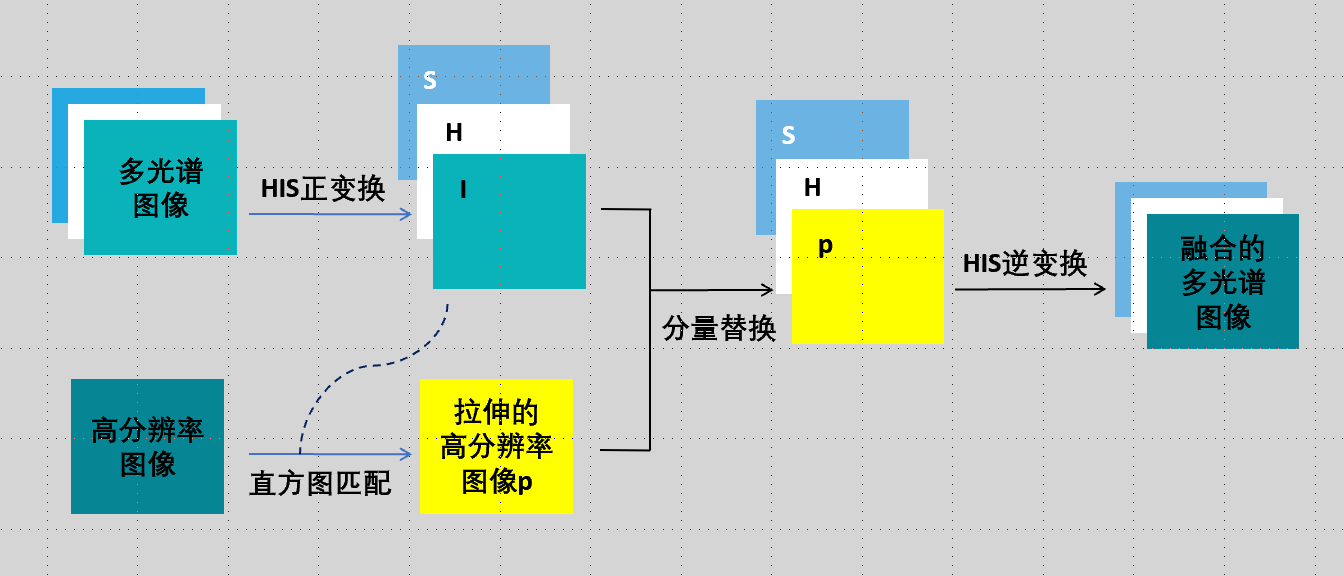 多光谱
图像
HIS正变换
S
H
I
高分辨率
图像
直方图匹配
拉伸的
高分辨率
图像p
分量替换
S
H
p
HIS逆变换
融合的
多光谱
图像